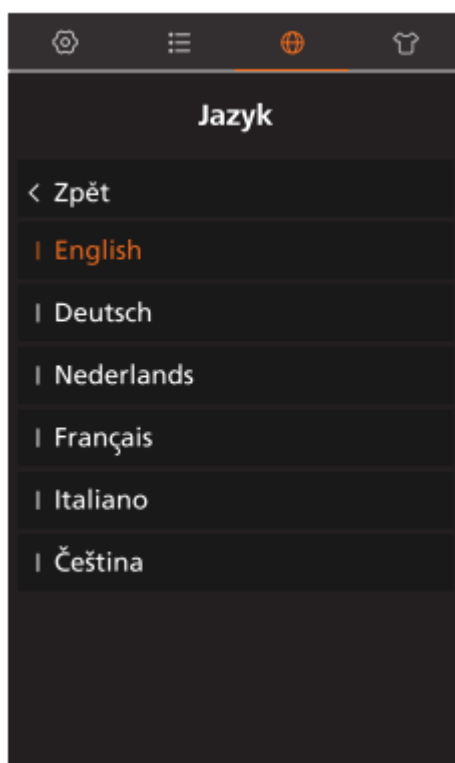 Jazyk
Zpět
English
Deutsch
Nederlands
Français
Italiano
Čeština